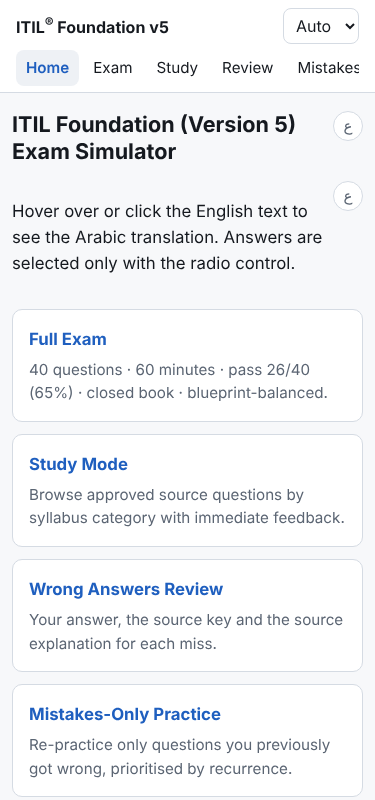 ITIL® Foundation v5
Auto
Home Exam Study Review Mistakes
ITIL Foundation (Version 5)
Exam Simulator
ع
ع
Hover over or click the English text to
see the Arabic translation. Answers are
selected only with the radio control.
Full Exam
40 questions · 60 minutes · pass 26/40
(65%) · closed book · blueprint-balanced.
Study Mode
Browse approved source questions by
syllabus category with immediate feedback.
Wrong Answers Review
Your answer, the source key and the source
explanation for each miss.
Mistakes-Only Practice
Re-practice only questions you previously
got wrong, prioritised by recurrence.